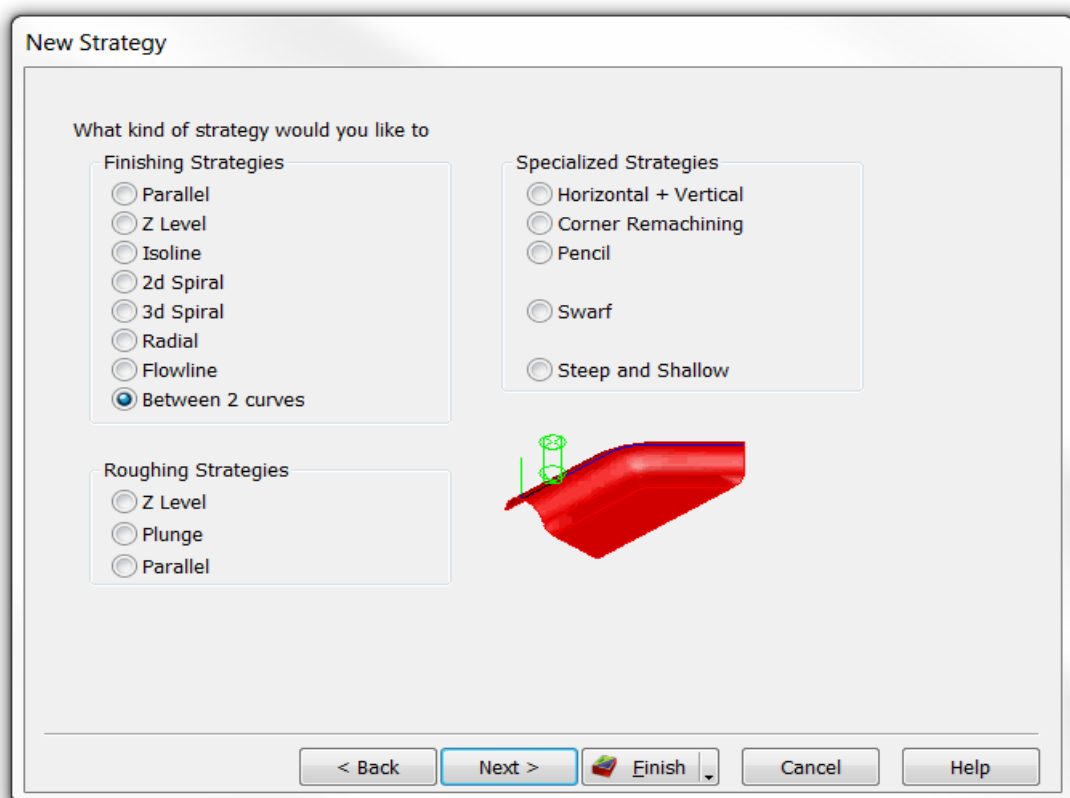 New Strategy
What kind of strategy would you like to
Finishing Strategies
Parallel
Z Level
Isoline
2d Spiral
3d Spiral
Radial
Flowline
Between 2 curves
Roughing Strategies
Z Level
Plunge
Parallel
Specialized Strategies
Horizontal + Vertical
Corner Remachining
Pencil
Swarf
Steep and Shallow
< Back
Next >
Finish
Cancel
Help